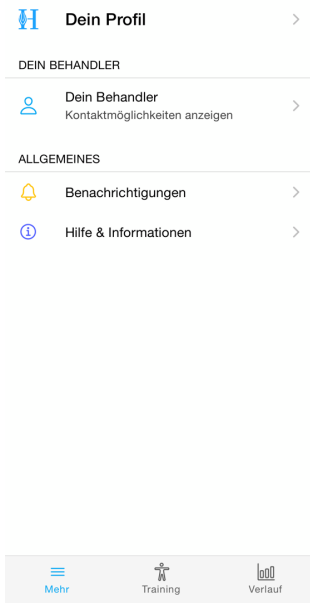 Dein Profil
DEIN BEHANDLER
Dein Behandler
Kontaktmöglichkeiten anzeigen
ALLGEMEINES
Benachrichtigungen
Hilfe & Informationen
Mehr
Training
Verlauf